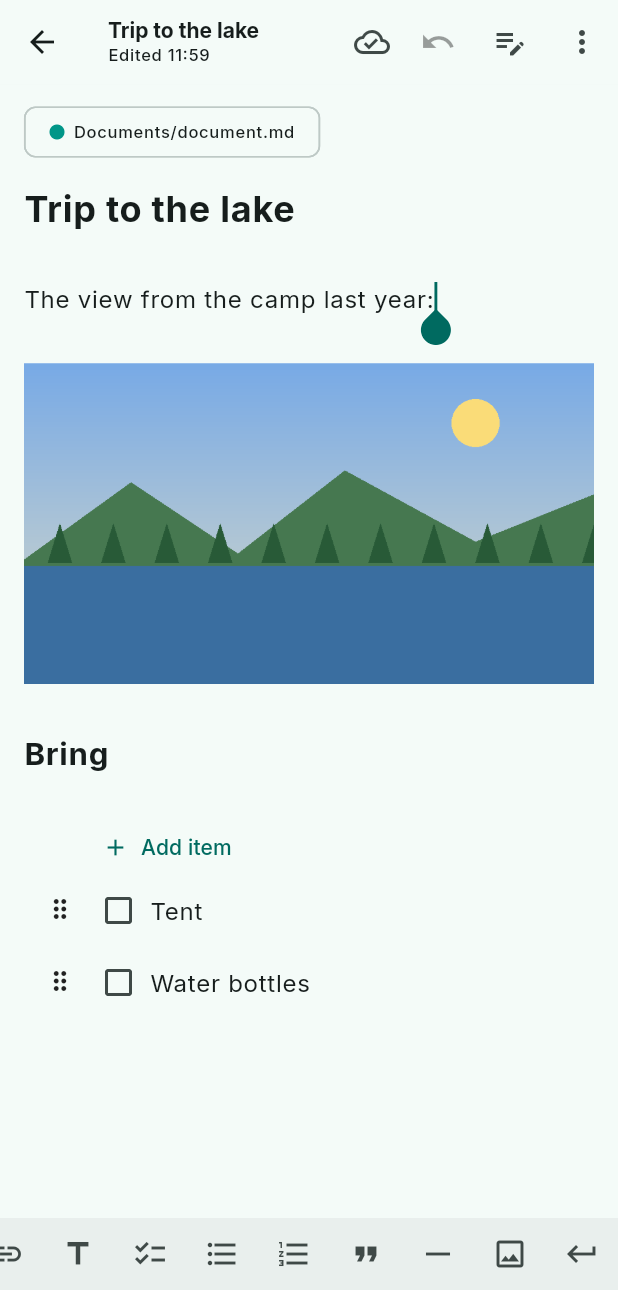 Trip to the lake
Edited 11:59
Documents/document.md
Trip to the lake
The view from the camp last year:
Bring
Add item
Tent
Water bottles